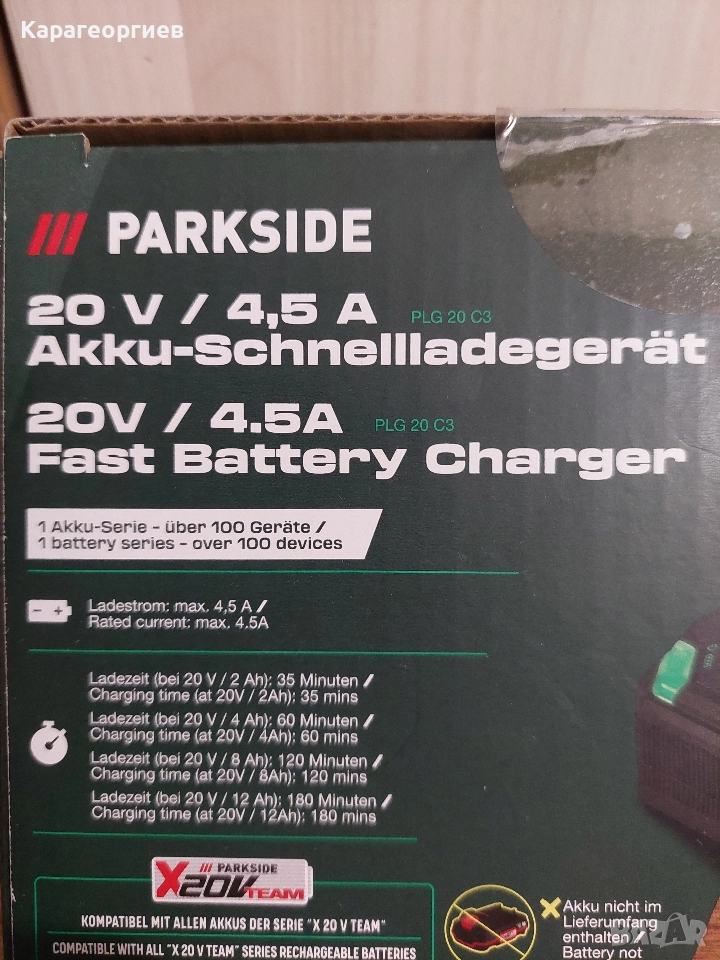 Карагеоргиев
PARKSIDE
20 V / 4,5 A PLG 20 C3
Akku-Schnellladegerät
20V / 4.5A PLG 20 C3
Fast Battery Charger
1 Akku-Serie - über 100 Geräte /
1 battery series - over 100 devices
Ladestrom: max. 4,5 A /
Rated current: max. 4.5A
Ladezeit (bei 20 V / 2 Ah): 35 Minuten /
Charging time (at 20V / 2Ah): 35 mins
Ladezeit (bei 20 V / 4 Ah): 60 Minuten /
Charging time (at 20V / 4Ah): 60 mins
Ladezeit (bei 20 V / 8 Ah): 120 Minuten /
Charging time (at 20V / 8Ah): 120 mins
Ladezeit (bei 20 V / 12 Ah): 180 Minuten /
Charging time (at 20V / 12Ah): 180 mins
PARKSIDE
X20V TEAM
KOMPATIBEL MIT ALLEN AKKUS DER SERIE "X 20 V TEAM"
COMPATIBLE WITH ALL "X 20 V TEAM" SERIES RECHARGEABLE BATTERIES
Akku nicht im
Lieferumfang
enthalten /
Battery not
BAZAR